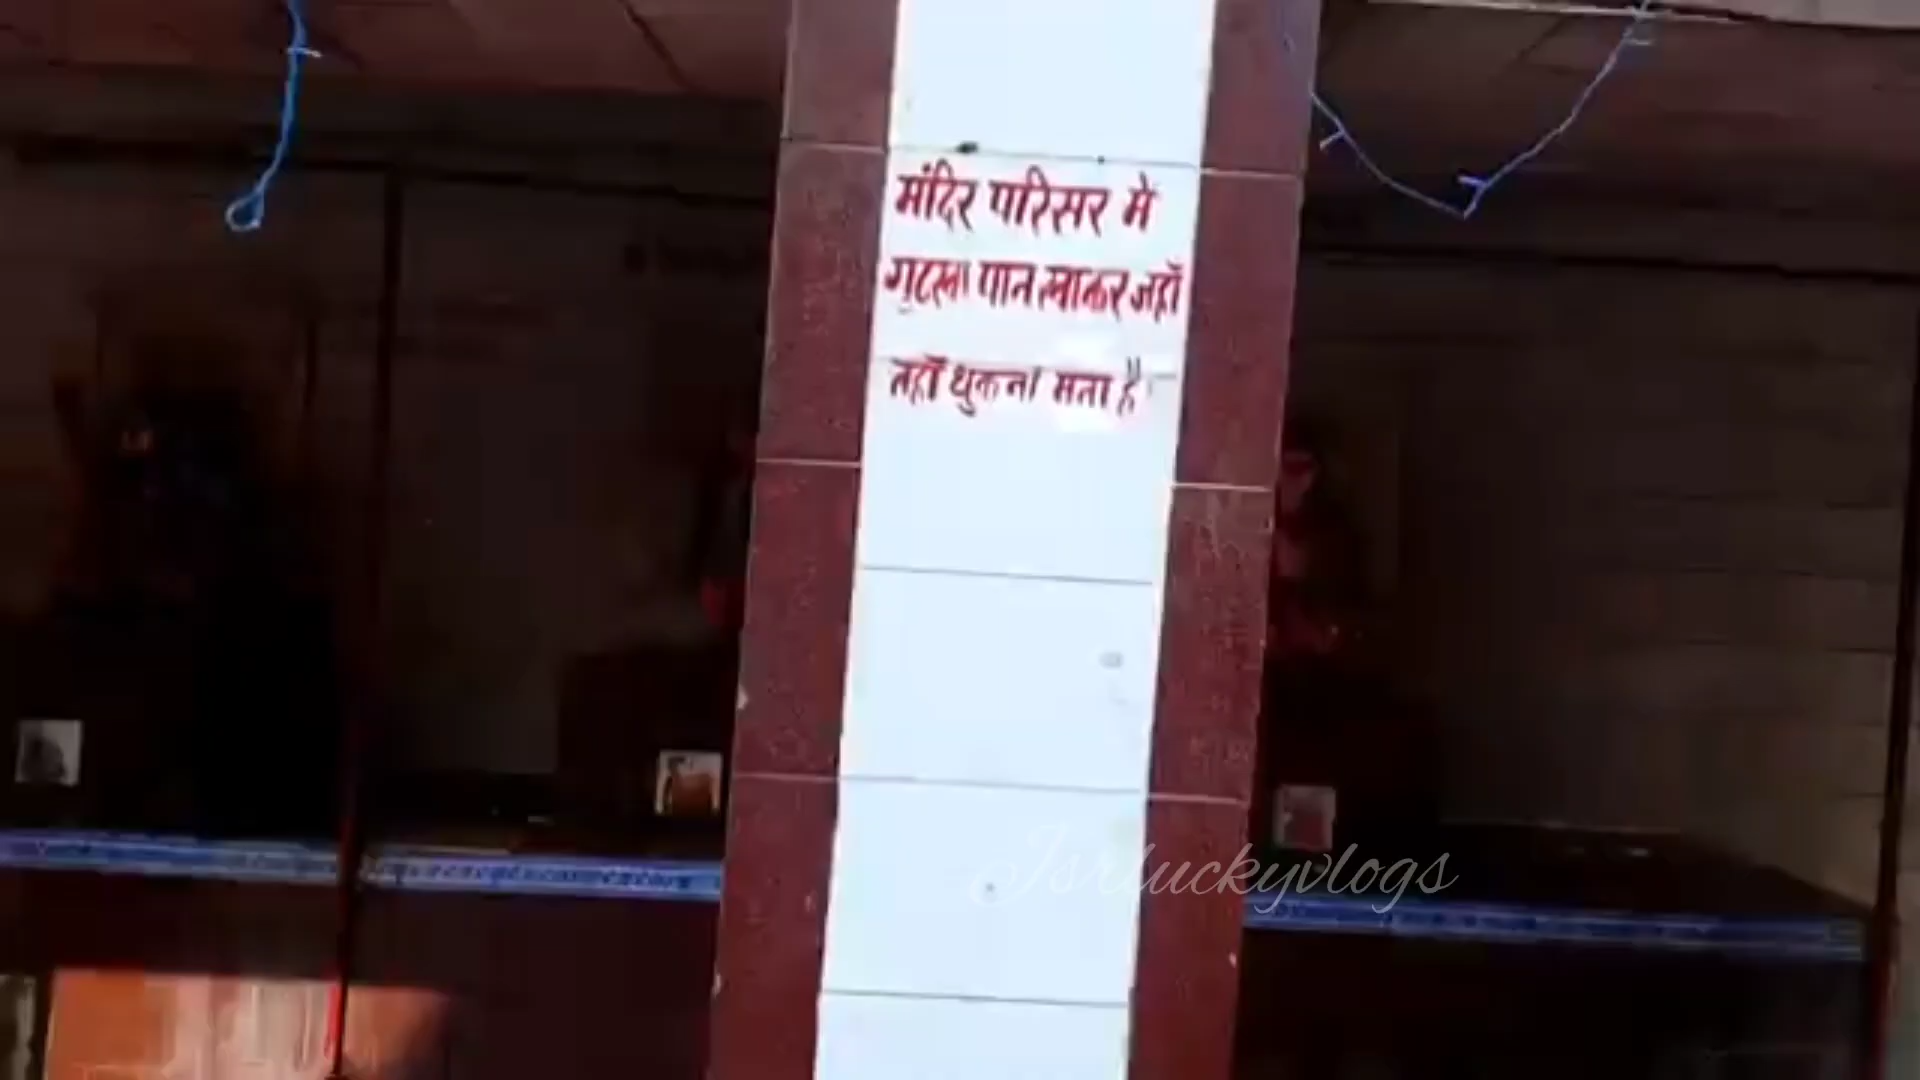 मंदिर परिसर मे
गुटखा पान खाकर जहाँ
तहाँ थुकना मना है।
Jsrluckyvlogs